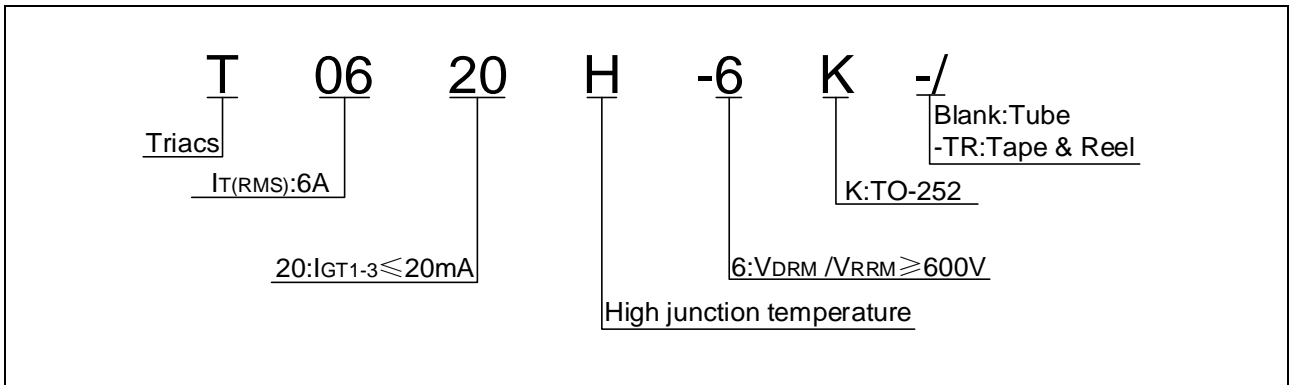 T 06 20 H -6 K -/
Blank:Tube
Triacs
-TR:Tape & Reel
IT(RMS):6A
K:TO-252
20:IGT1-3≤20mA
6:VDRM /VRRM≥600V
High junction temperature